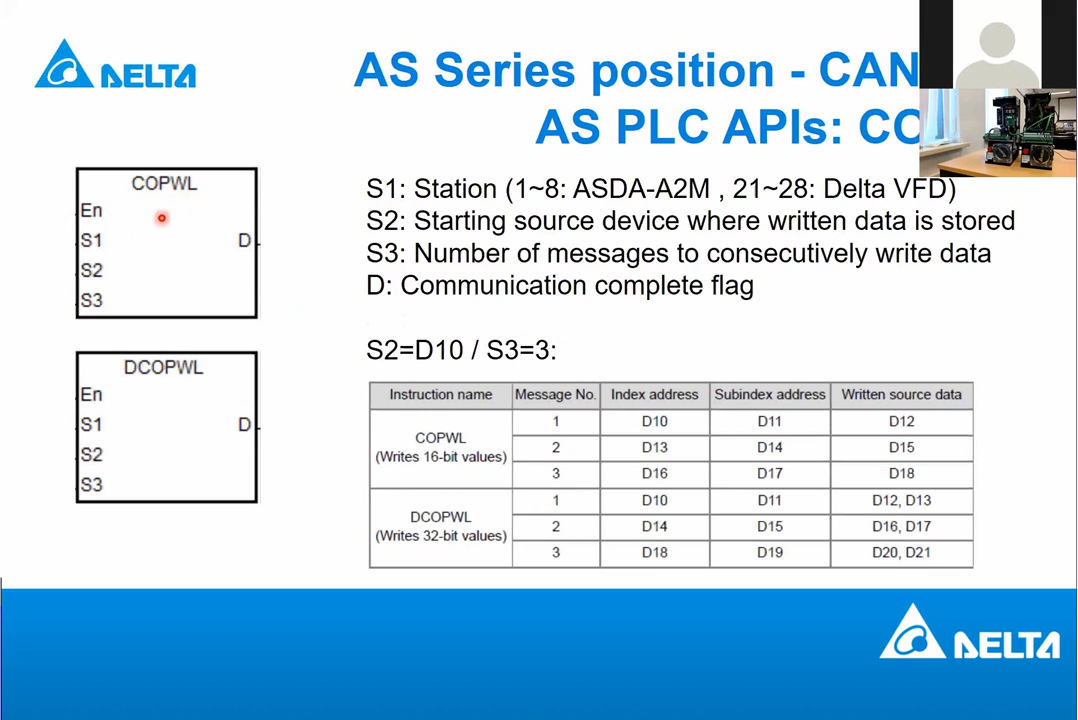 DELTA
AS Series position - CAN
AS PLC APIs:
COPWL
En
S1 D
S2
S3
S1: Station (1~8: ASDA-A2M , 21~28: Delta VFD)
S2: Starting source device where written data is stored
S3: Number of messages to consecutively write data
D: Communication complete flag
DCOPWL
En
S1 D
S2
S3
S2=D10 / S3=3:
Instruction name Message No. Index address Subindex address Written source data
COPWL
(Writes 16-bit values)
1 D10 D11 D12
2 D13 D14 D15
3 D16 D17 D18
DCOPWL
(Writes 32-bit values)
1 D10 D11 D12, D13
2 D14 D15 D16, D17
3 D18 D19 D20, D21
DELTA